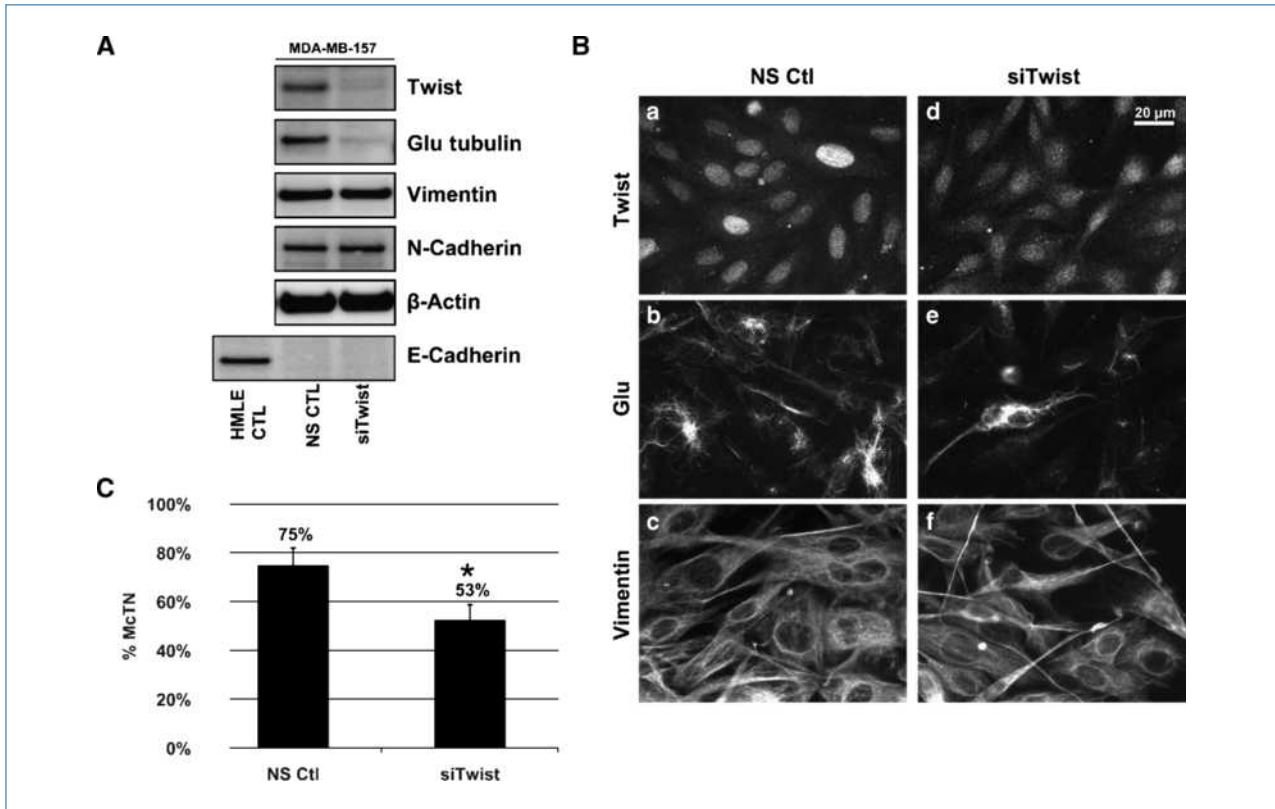 A
MDA-MB-157
Twist
Glu tubulin
Vimentin
N-Cadherin
β-Actin
E-Cadherin
HMLE CTL
NS CTL
siTwist
B
NS Ctl
siTwist
Twist
a
d
20 µm
Glu
b
e
Vimentin
c
f
C
% McTN
100%
80%
60%
40%
20%
0%
75%
*
53%
NS Ctl
siTwist